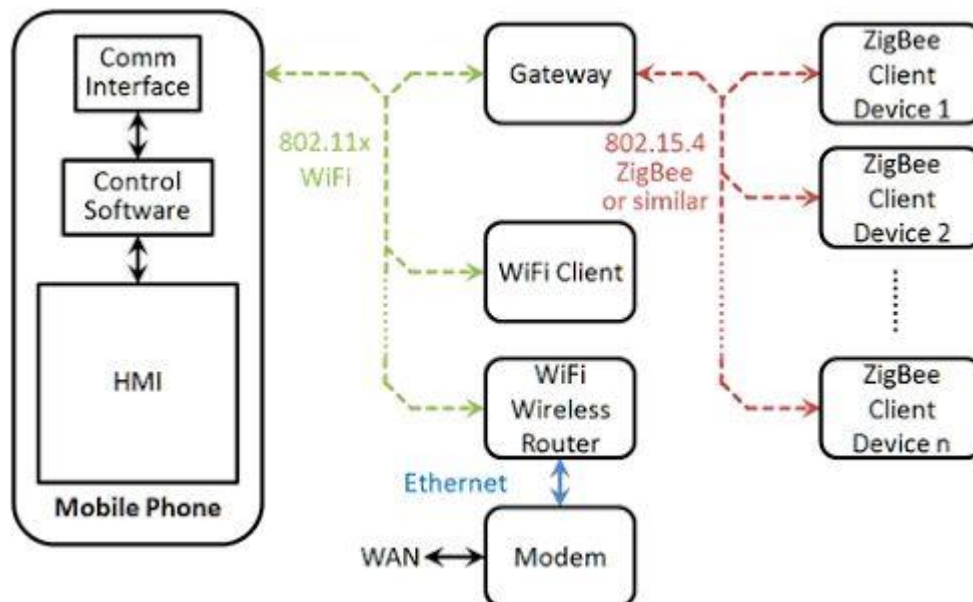 Comm
Interface
Control
Software
HMI
Mobile Phone
802.11x
WiFi
Gateway
WiFi Client
WiFi
Wireless
Router
Ethernet
WAN
Modem
802.15.4
ZigBee
or similar
ZigBee
Client
Device 1
ZigBee
Client
Device 2
ZigBee
Client
Device n